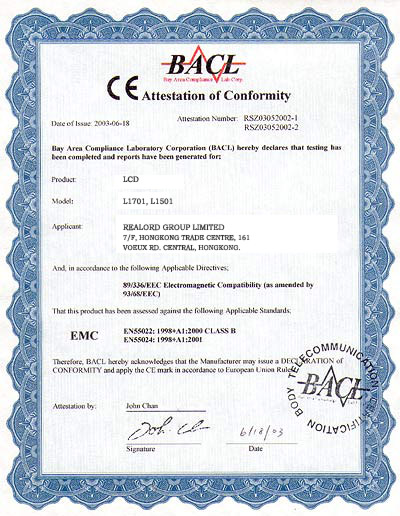 BACL
Bay Area Compliance Lab Corp.
CE Attestation of Conformity
Date of Issue: 2003-06-18
Attestation Number: RSZ03052002-1
RSZ03052002-2
Bay Area Compliance Laboratory Corporation (BACL) hereby declares that testing has
been completed and reports have been generated for:
Product: LCD
Model: L1701, L1501
Applicant: REALORD GROUP LIMITED
7/F, HONGKONG TRADE CENTRE, 161
VOEUX RD. CENTRAL, HONGKONG.
And, in accordance to the following Applicable Directives;
89/336/EEC Electromagnetic Compatibility (as amended by
93/68/EEC)
That this product has been assessed against the following Applicable Standards;
EMC
EN55022: 1998+A1:2000 CLASS B
EN55024: 1998+A1:2001
Therefore, BACL hereby acknowledges that the Manufacturer may issue a DECLARATION of
CONFORMITY and apply the CE mark in accordance to European Union Rules
TELECOMMUNICATION CERTIFICATION BODY
BACL
Attestation by: John Chan
John Chan
6/18/03
Signature
Date